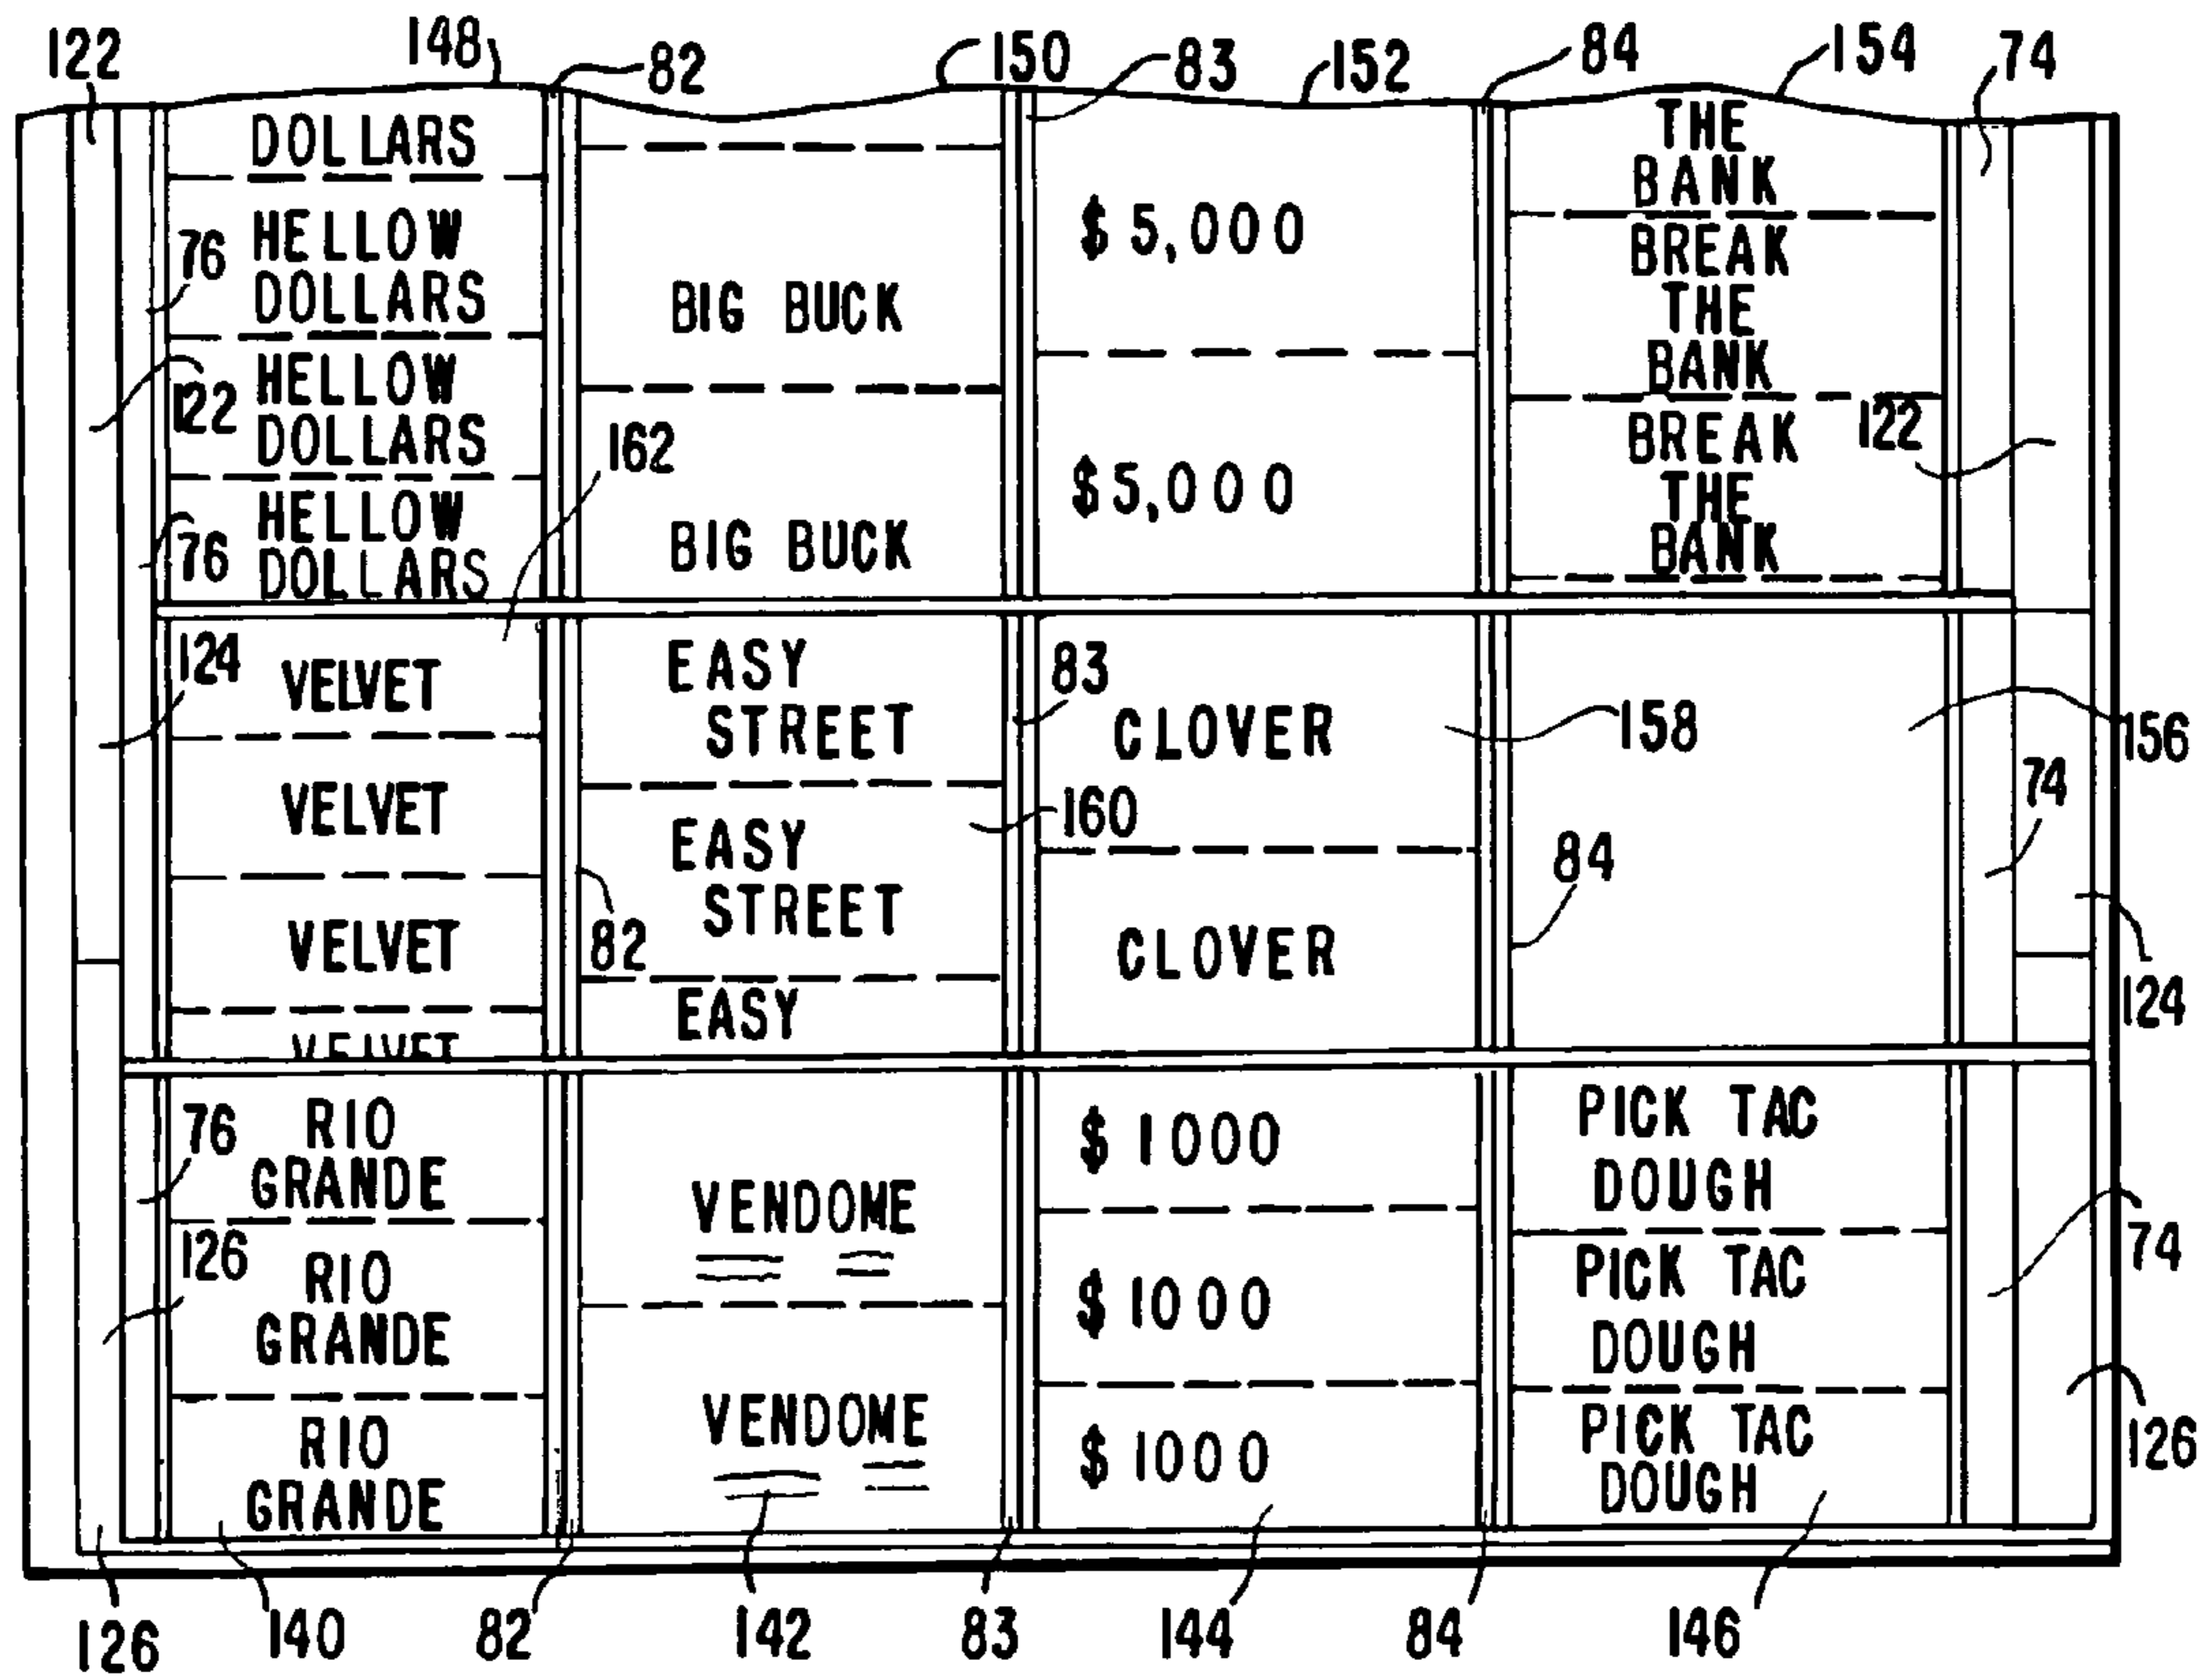 122 148 82 150 83 152 84 154 74
DOLLARS
HELLOW
DOLLARS
HELLOW
DOLLARS
HELLOW
DOLLARS
76
122
76
162
BIG BUCK
BIG BUCK
$ 5,000
$5,000
THE
BANK
BREAK
THE
BANK
BREAK
THE
BANK
122
124
VELVET
VELVET
VELVET
VELVET
EASY
STREET
EASY
STREET
EASY
82
83
160
CLOVER
CLOVER
158
84
156
74
124
76
126
RIO
GRANDE
RIO
GRANDE
RIO
GRANDE
VENDOME
VENDOME
$ 1000
$ 1000
$ 1000
PICK TAC
DOUGH
PICK TAC
DOUGH
PICK TAC
DOUGH
74
126
126 140 82 142 83 144 84 146